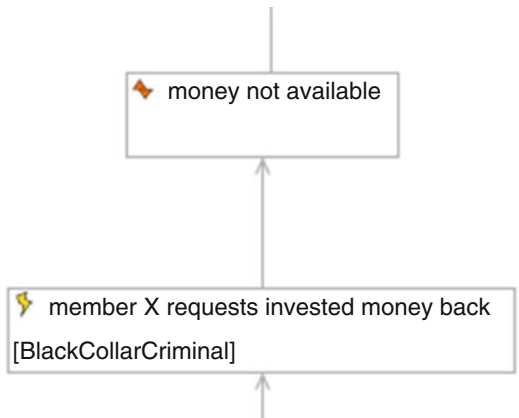 money not available
member X requests invested money back
[BlackCollarCriminal]